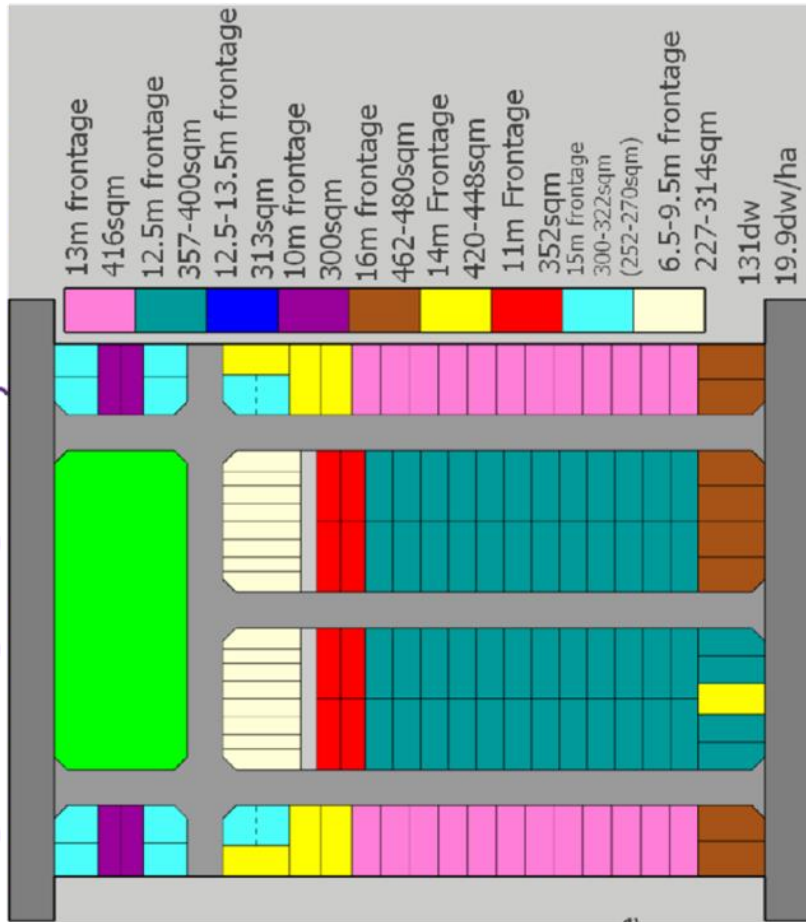 13m frontage
416sqm
12.5m frontage
357-400sqm
12.5-13.5m frontage
313sqm
10m frontage
300sqm
16m frontage
462-480sqm
14m Frontage
420-448sqm
11m Frontage
352sqm
15m frontage
300-322sqm
(252-270sqm)
6.5-9.5m frontage
227-314sqm
131dw
19.9dw/ha